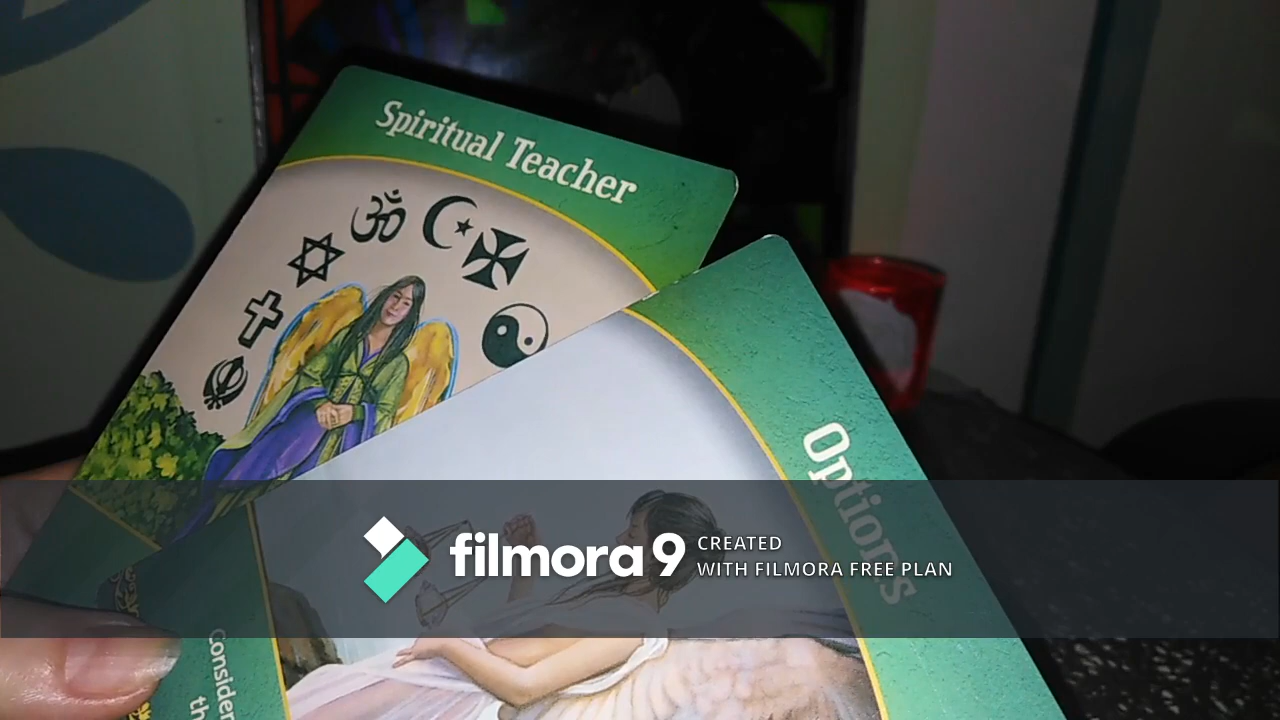 Spiritual Teacher
Options
filmora9
CREATED
WITH FILMORA FREE PLAN
Consider